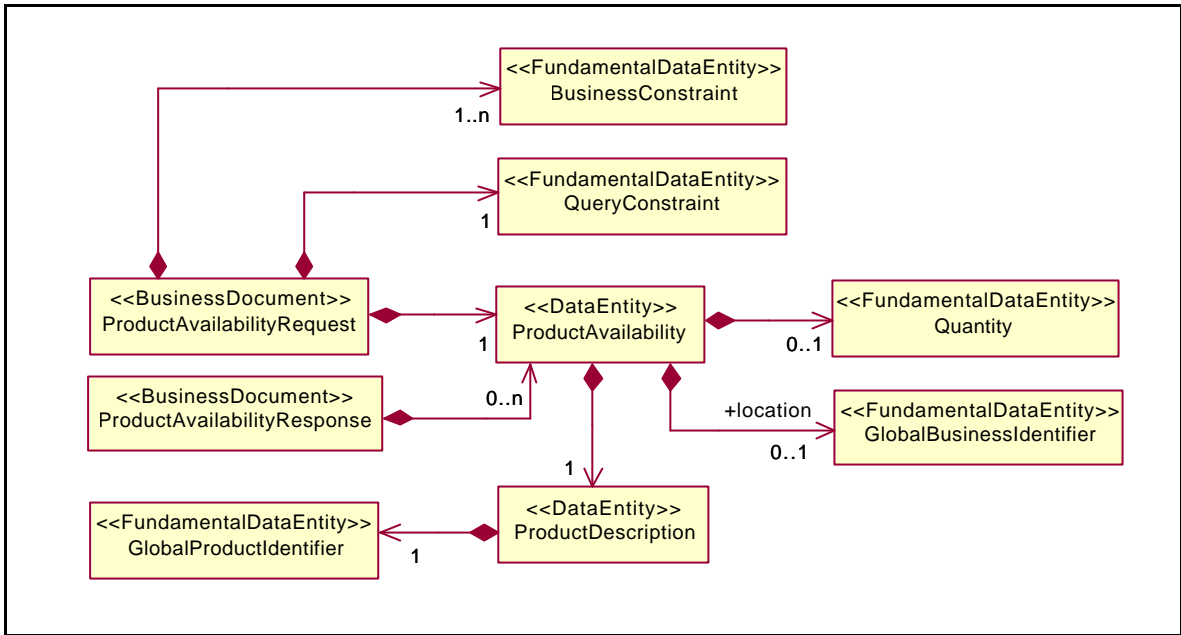 <<FundamentalDataEntity>>
BusinessConstraint
1..n
<<FundamentalDataEntity>>
QueryConstraint
1
<<BusinessDocument>>
ProductAvailabilityRequest
1
<<DataEntity>>
ProductAvailability
<<FundamentalDataEntity>>
Quantity
0..1
<<BusinessDocument>>
ProductAvailabilityResponse
0..n
+location
0..1
<<FundamentalDataEntity>>
GlobalBusinessIdentifier
1
<<DataEntity>>
ProductDescription
<<FundamentalDataEntity>>
GlobalProductIdentifier
1